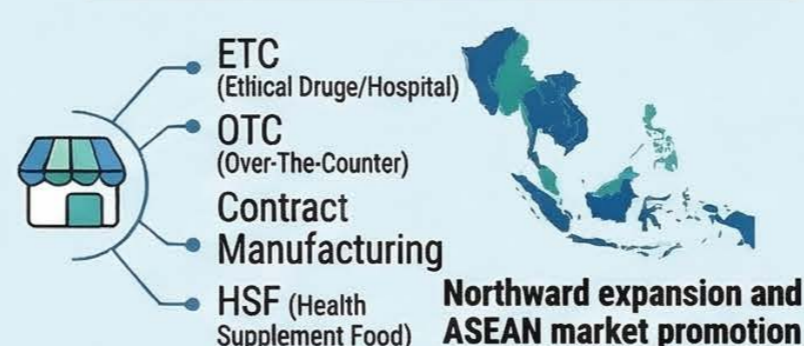 ETC
(Ethical Druge/Hospital)
OTC
(Over-The-Counter)
Contract
Manufacturing
HSF (Health
Supplement Food)
Northward expansion and
ASEAN market promotion